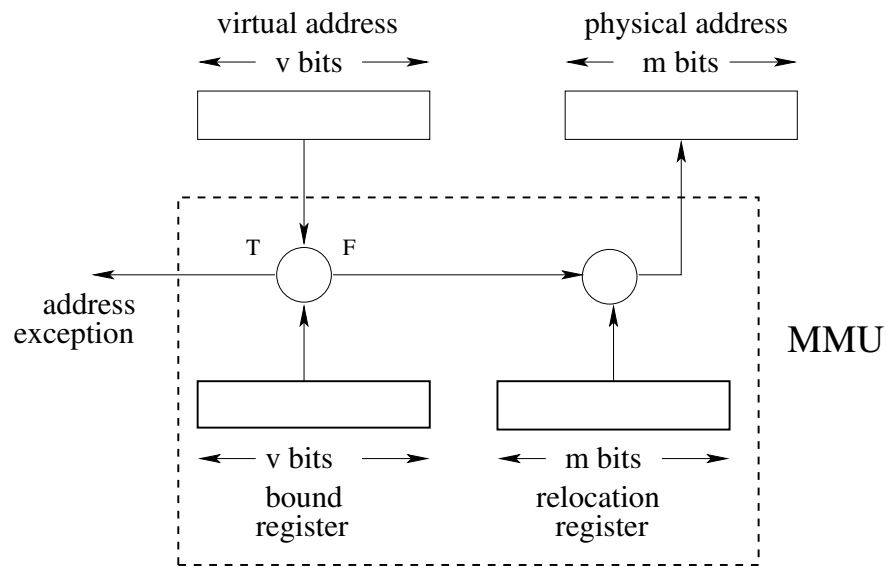 virtual address
v bits
physical address
m bits
T
F
address
exception
MMU
v bits
bound
register
m bits
relocation
register